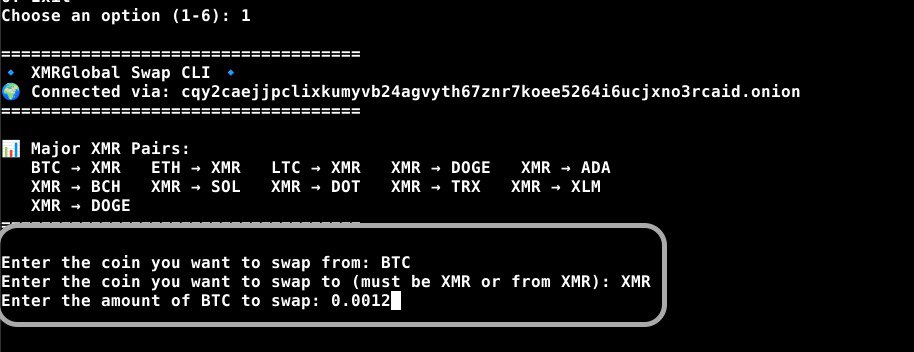 Choose an option (1-6): 1
=====================================
🔹 XMRGlobal Swap CLI 🔹
🌍 Connected via: cqy2caejjpclixkumyvb24agvyth67znr7koee5264i6ucjxno3rcaid.onion
=====================================
📊 Major XMR Pairs:
BTC → XMR ETH → XMR LTC → XMR XMR → DOGE XMR → ADA
XMR → BCH XMR → SOL XMR → DOT XMR → TRX XMR → XLM
XMR → DOGE
=====================================
Enter the coin you want to swap from: BTC
Enter the coin you want to swap to (must be XMR or from XMR): XMR
Enter the amount of BTC to swap: 0.0012